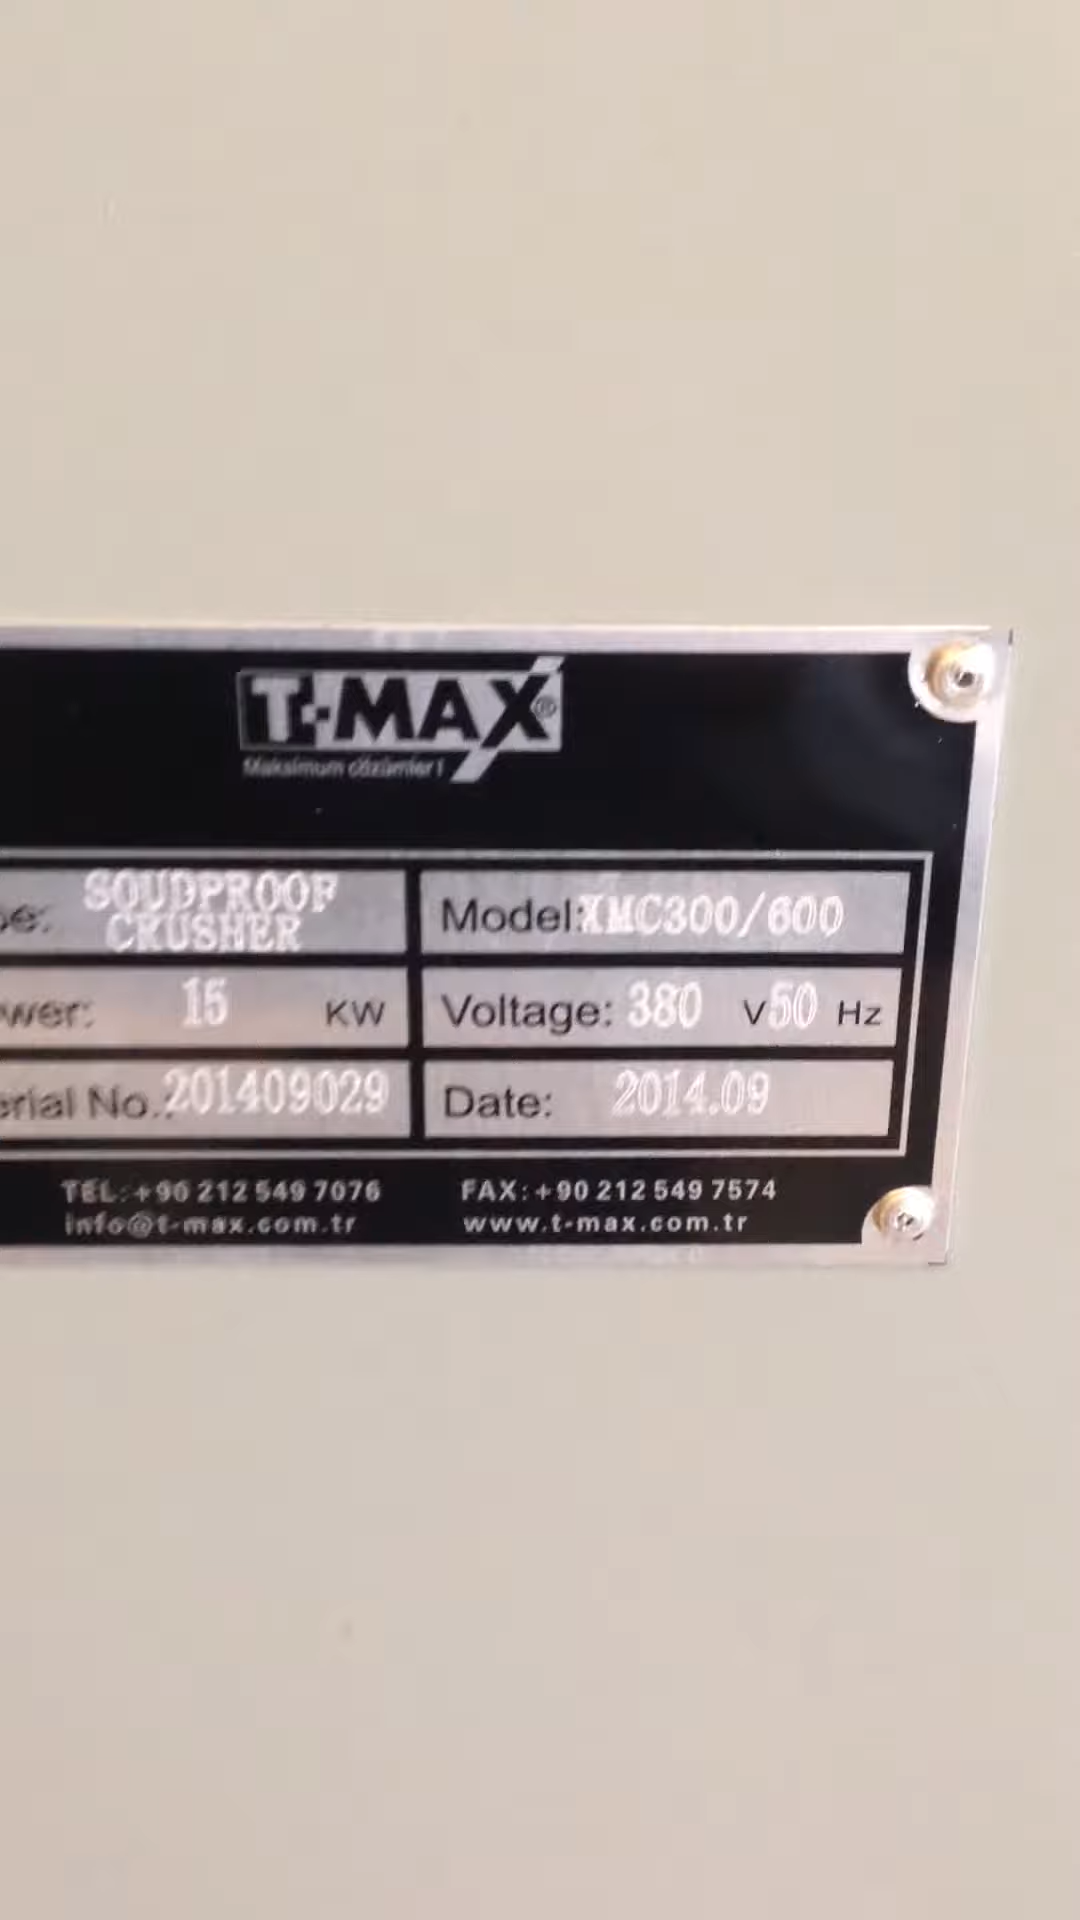 T-MAX®
Maksimum çözümler!
pe: SOUDPROOF CRUSHER
Model: XMC300/600
wer: 15 KW
Voltage: 380 V 50 Hz
erial No.: 201409029
Date: 2014.09
TEL:+90 212 549 7076 FAX:+90 212 549 7574
info@t-max.com.tr www.t-max.com.tr